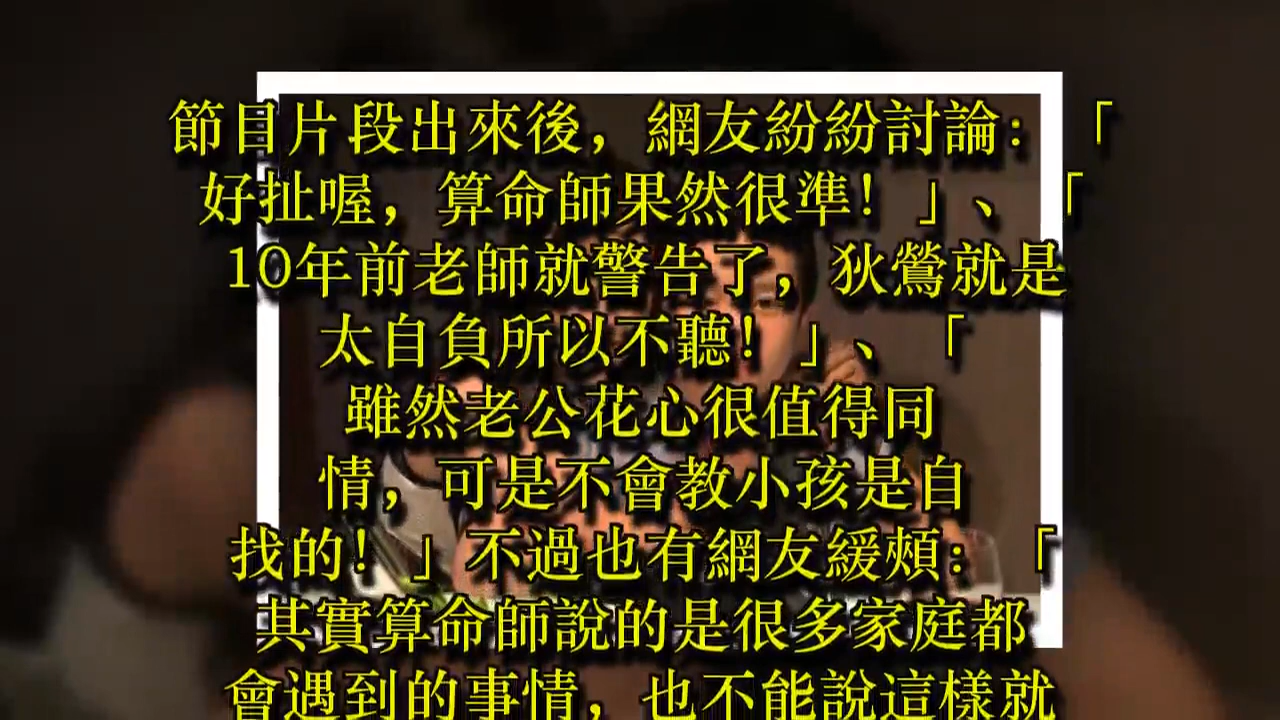 節目片段出來後，網友紛紛討論：「
好扯喔，算命師果然很準！」、「
10年前老師就警告了，狄鶯就是
太自負所以不聽！」、「
雖然老公花心很值得同
情，可是不會教小孩是自
找的！」不過也有網友緩頰：「
其實算命師說的是很多家庭都
會遇到的事情，也不能說這樣就